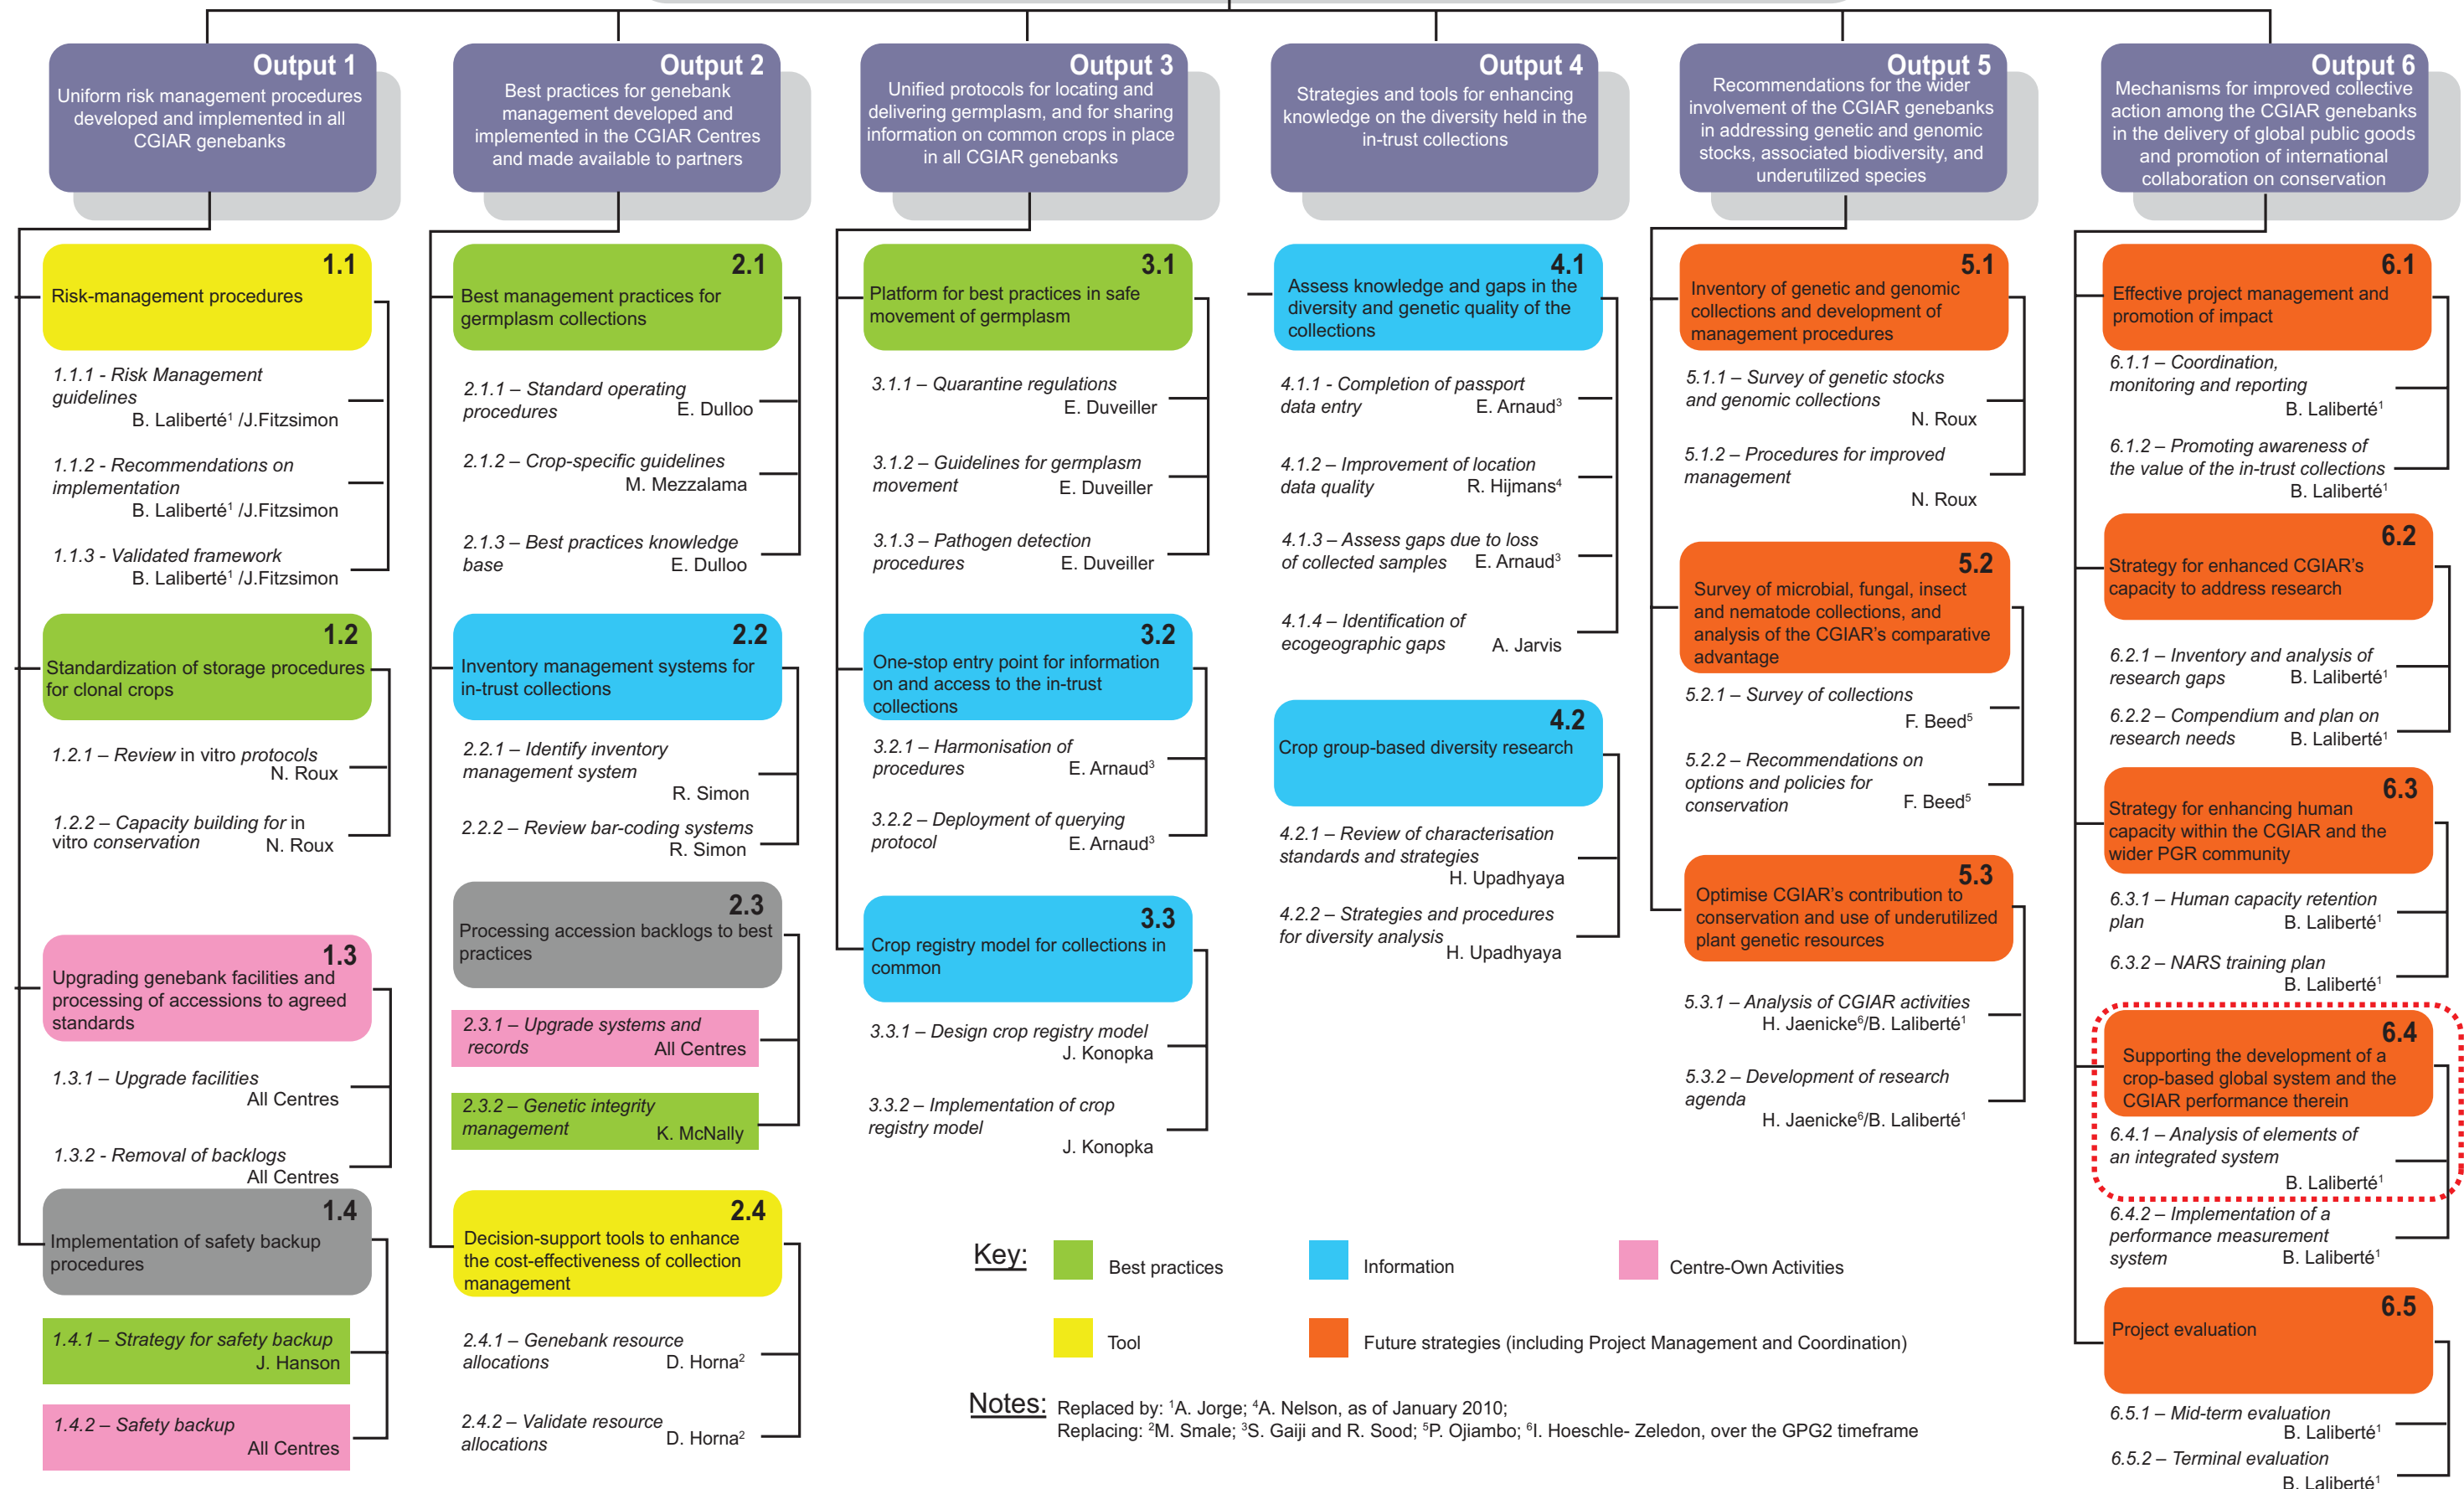 Output 1
Uniform risk management procedures
developed and implemented in all
CGIAR genebanks
1.1
Risk-management procedures
1.1.1 - Risk Management
guidelines
B. Laliberté¹ /J.Fitzsimon
1.1.2 - Recommendations on
implementation
B. Laliberté¹ /J.Fitzsimon
1.1.3 - Validated framework
B. Laliberté¹ /J.Fitzsimon
1.2
Standardization of storage procedures
for clonal crops
1.2.1 – Review in vitro protocols
N. Roux
1.2.2 – Capacity building for in
vitro conservation N. Roux
1.3
Upgrading genebank facilities and
processing of accessions to agreed
standards
1.3.1 – Upgrade facilities
All Centres
1.3.2 - Removal of backlogs
All Centres
1.4
Implementation of safety backup
procedures
1.4.1 – Strategy for safety backup
J. Hanson
1.4.2 – Safety backup
All Centres
Output 2
Best practices for genebank
management developed and
implemented in the CGIAR Centres
and made available to partners
2.1
Best management practices for
germplasm collections
2.1.1 – Standard operating
procedures E. Dulloo
2.1.2 – Crop-specific guidelines
M. Mezzalama
2.1.3 – Best practices knowledge
base E. Dulloo
2.2
Inventory management systems for
in-trust collections
2.2.1 – Identify inventory
management system
R. Simon
2.2.2 – Review bar-coding systems
R. Simon
2.3
Processing accession backlogs to best
practices
2.3.1 – Upgrade systems and
records All Centres
2.3.2 – Genetic integrity
management K. McNally
2.4
Decision-support tools to enhance
the cost-effectiveness of collection
management
2.4.1 – Genebank resource
allocations D. Horna²
2.4.2 – Validate resource
allocations D. Horna²
Output 3
Unified protocols for locating and
delivering germplasm, and for sharing
information on common crops in place
in all CGIAR genebanks
3.1
Platform for best practices in safe
movement of germplasm
3.1.1 – Quarantine regulations
E. Duveiller
3.1.2 – Guidelines for germplasm
movement E. Duveiller
3.1.3 – Pathogen detection
procedures E. Duveiller
3.2
One-stop entry point for information
on and access to the in-trust
collections
3.2.1 – Harmonisation of
procedures E. Arnaud³
3.2.2 – Deployment of querying
protocol E. Arnaud³
3.3
Crop registry model for collections in
common
3.3.1 – Design crop registry model
J. Konopka
3.3.2 – Implementation of crop
registry model
J. Konopka
Output 4
Strategies and tools for enhancing
knowledge on the diversity held in the
in-trust collections
4.1
Assess knowledge and gaps in the
diversity and genetic quality of the
collections
4.1.1 - Completion of passport
data entry E. Arnaud³
4.1.2 – Improvement of location
data quality R. Hijmans⁴
4.1.3 – Assess gaps due to loss
of collected samples E. Arnaud³
4.1.4 – Identification of
ecogeographic gaps A. Jarvis
4.2
Crop group-based diversity research
4.2.1 – Review of characterisation
standards and strategies
H. Upadhyaya
4.2.2 – Strategies and procedures
for diversity analysis H. Upadhyaya
Output 5
Recommendations for the wider
involvement of the CGIAR genebanks
in addressing genetic and genomic
stocks, associated biodiversity, and
underutilized species
5.1
Inventory of genetic and genomic
collections and development of
management procedures
5.1.1 – Survey of genetic stocks
and genomic collections
N. Roux
5.1.2 – Procedures for improved
management
N. Roux
5.2
Survey of microbial, fungal, insect
and nematode collections, and
analysis of the CGIAR's comparative
advantage
5.2.1 – Survey of collections
F. Beed⁵
5.2.2 – Recommendations on
options and policies for
conservation F. Beed⁵
5.3
Optimise CGIAR's contribution to
conservation and use of underutilized
plant genetic resources
5.3.1 – Analysis of CGIAR activities
H. Jaenicke⁶/B. Laliberté¹
5.3.2 – Development of research
agenda
H. Jaenicke⁶/B. Laliberté¹
Output 6
Mechanisms for improved collective
action among the CGIAR genebanks
in the delivery of global public goods
and promotion of international
collaboration on conservation
6.1
Effective project management and
promotion of impact
6.1.1 – Coordination,
monitoring and reporting
B. Laliberté¹
6.1.2 – Promoting awareness of
the value of the in-trust collections
B. Laliberté¹
6.2
Strategy for enhanced CGIAR's
capacity to address research
6.2.1 – Inventory and analysis of
research gaps B. Laliberté¹
6.2.2 – Compendium and plan on
research needs B. Laliberté¹
6.3
Strategy for enhancing human
capacity within the CGIAR and the
wider PGR community
6.3.1 – Human capacity retention
plan B. Laliberté¹
6.3.2 – NARS training plan
B. Laliberté¹
6.4
Supporting the development of a
crop-based global system and the
CGIAR performance therein
6.4.1 – Analysis of elements of
an integrated system
B. Laliberté¹
6.4.2 – Implementation of a
performance measurement
system B. Laliberté¹
6.5
Project evaluation
6.5.1 – Mid-term evaluation
B. Laliberté¹
6.5.2 – Terminal evaluation
B. Laliberté¹
Key:
Best practices
Information
Centre-Own Activities
Tool
Future strategies (including Project Management and Coordination)
Notes: Replaced by: ¹A. Jorge; ⁴A. Nelson, as of January 2010;
Replacing: ²M. Smale; ³S. Gaiji and R. Sood; ⁵P. Ojiambo; ⁶I. Hoeschle- Zeledon, over the GPG2 timeframe